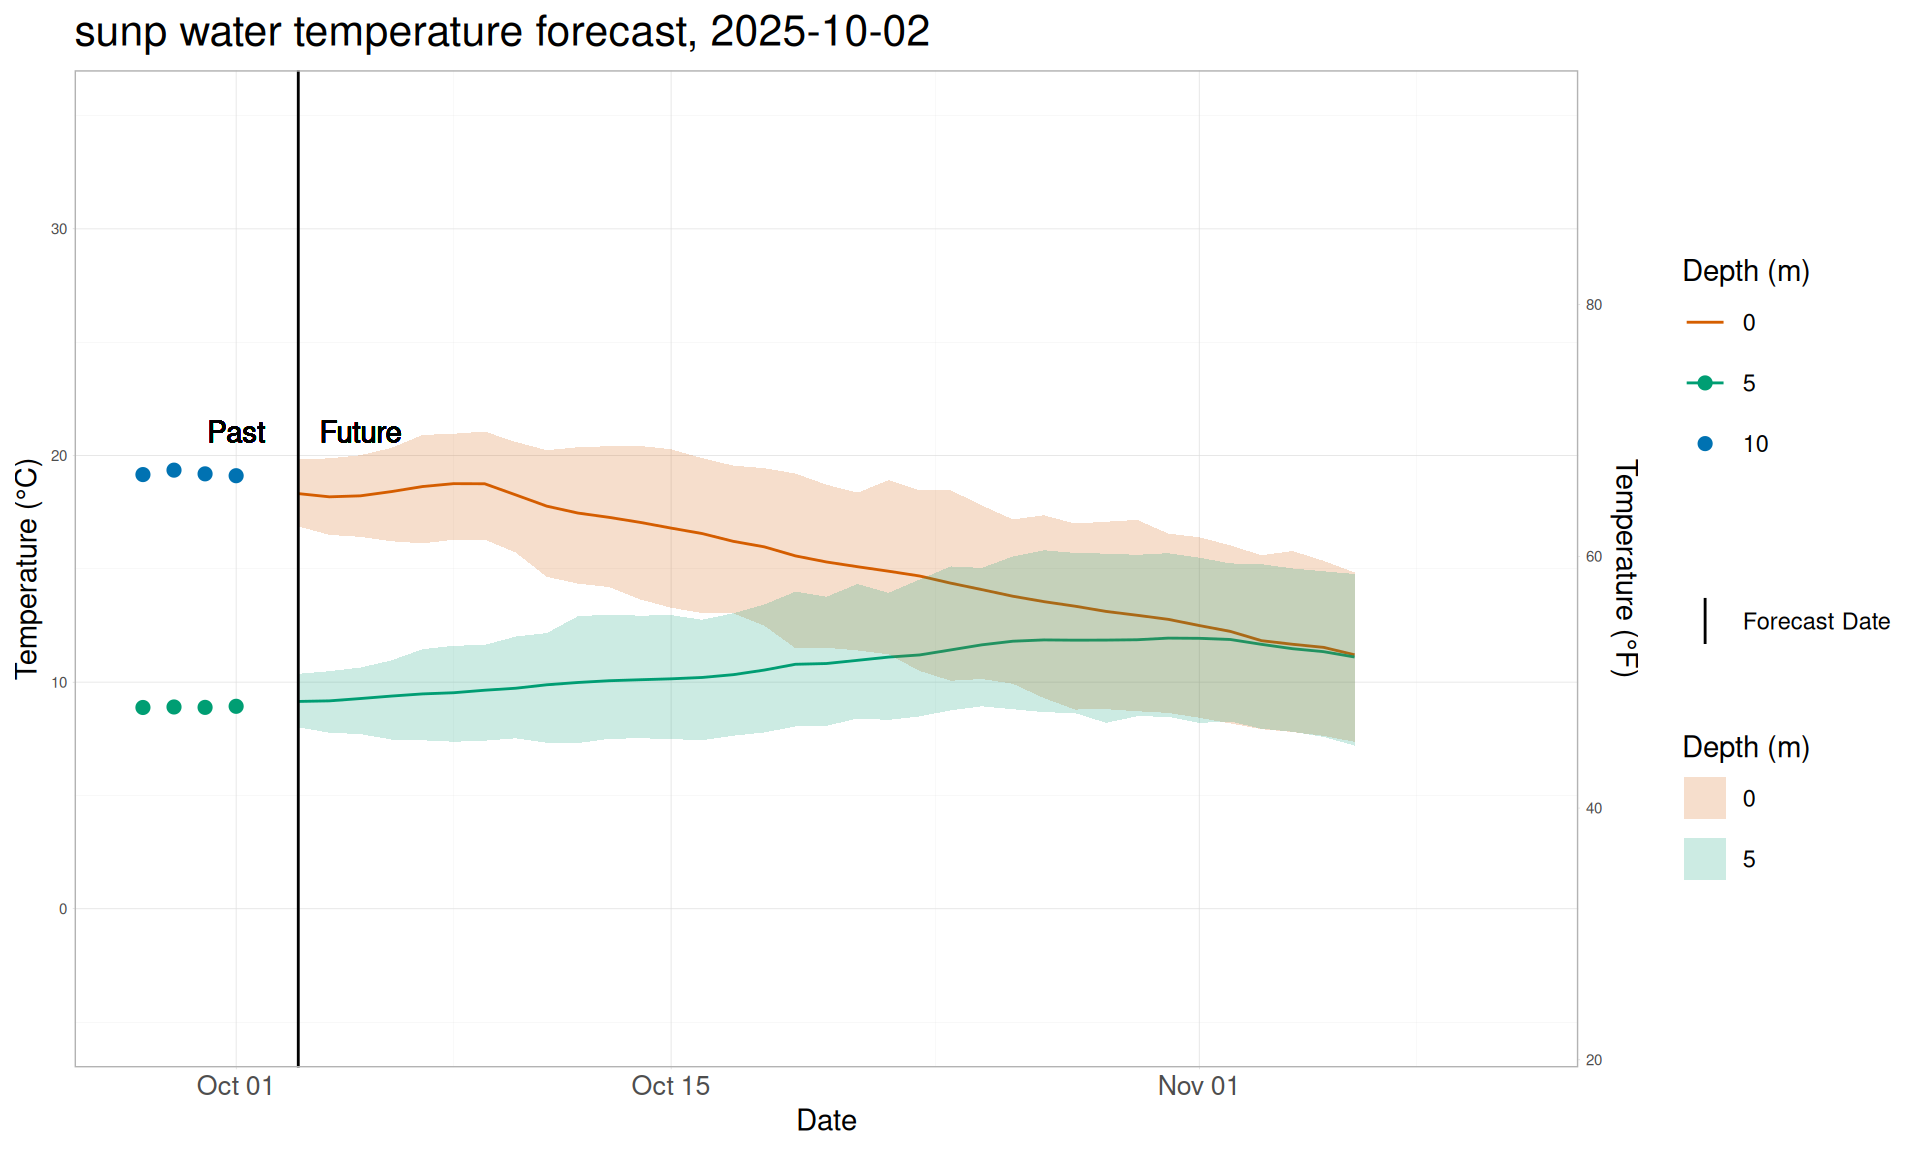 sunp water temperature forecast, 2025-10-02
Temperature (°C)
30
20
10
0
Past
Future
Oct 01
Oct 15
Nov 01
Date
80
60
40
20
Temperature (°F)
Depth (m)
0
5
10
Forecast Date
Depth (m)
0
5